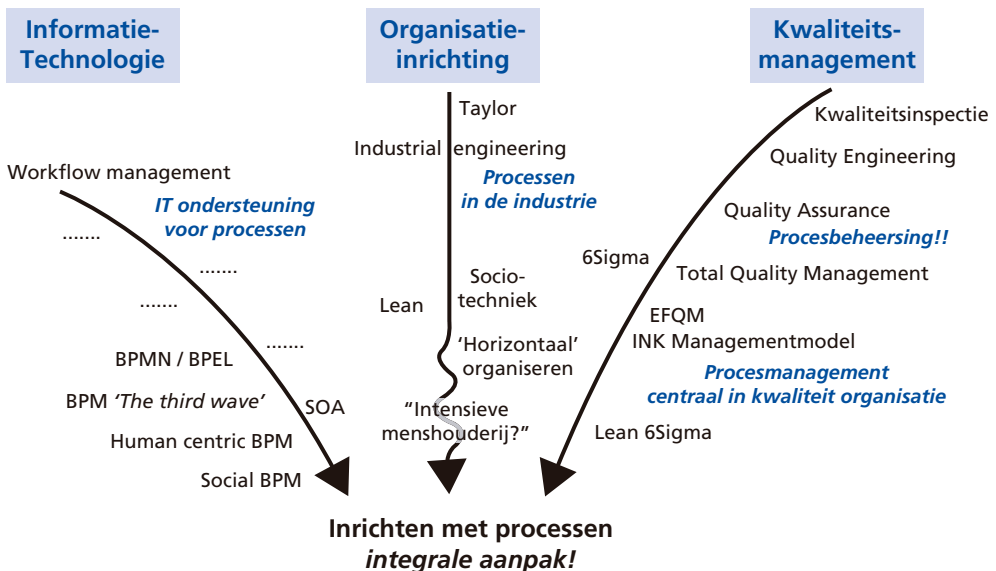 Informatie-
Technologie
Organisatie-
inrichting
Kwaliteits-
management
Workflow management
IT ondersteuning
voor processen
.......
.......
.......
.......
BPMN / BPEL
BPM 'The third wave'
SOA
Human centric BPM
Social BPM
Taylor
Industrial engineering
Processen
in de industrie
Socio-
techniek
Lean
'Horizontaal'
organiseren
"Intensieve
menshouderij?"
Kwaliteitsinspectie
Quality Engineering
Quality Assurance
Procesbeheersing!!
6Sigma
Total Quality Management
EFQM
INK Managementmodel
Procesmanagement
centraal in kwaliteit organisatie
Lean 6Sigma
Inrichten met processen
integrale aanpak!